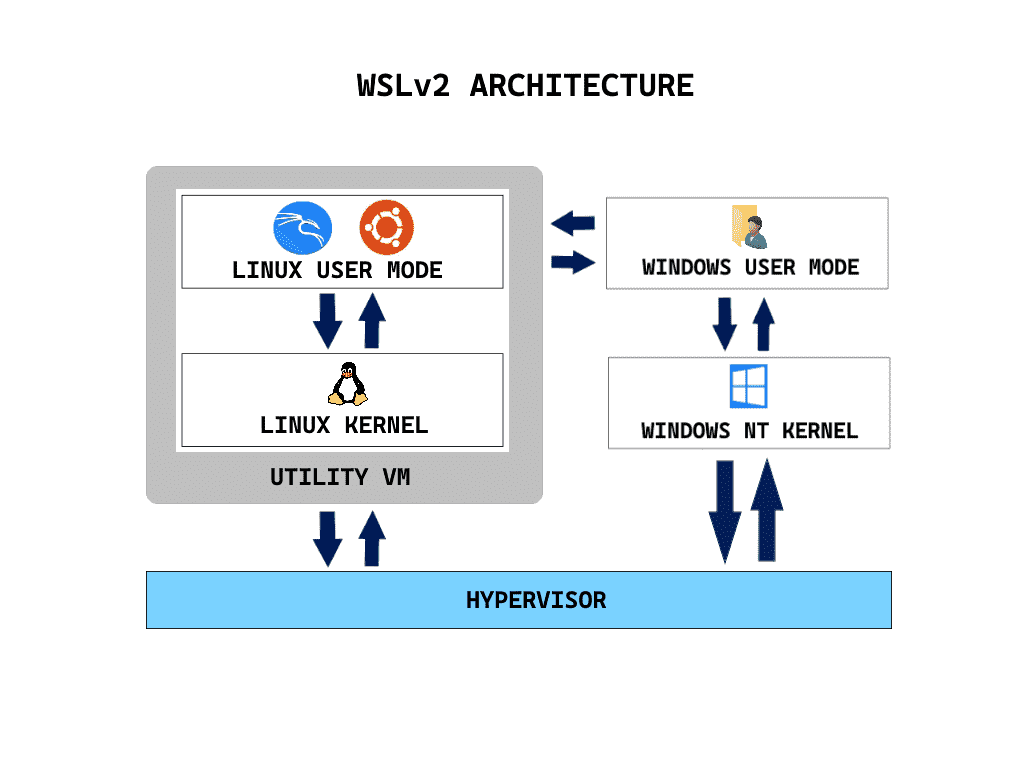 WSLv2 ARCHITECTURE
LINUX USER MODE
WINDOWS USER MODE
LINUX KERNEL
WINDOWS NT KERNEL
UTILITY VM
HYPERVISOR